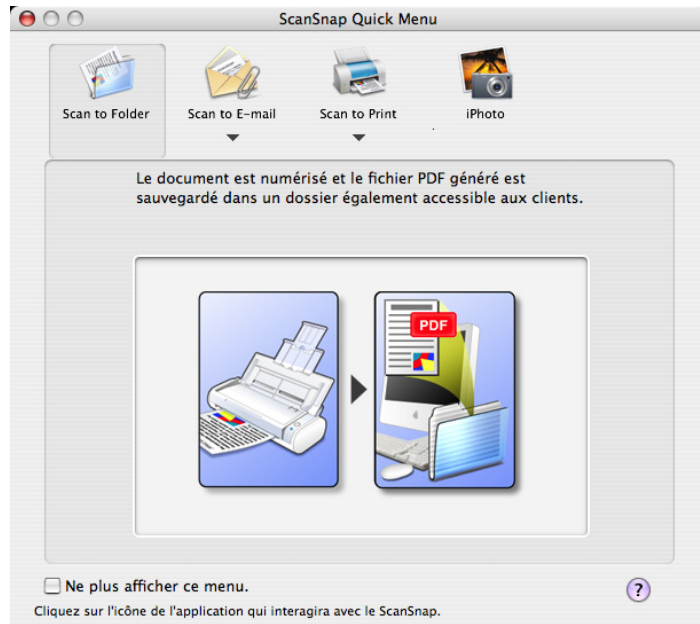 ScanSnap Quick Menu
Scan to Folder
Scan to E-mail
Scan to Print
iPhoto
Le document est numérisé et le fichier PDF généré est
sauvegardé dans un dossier également accessible aux clients.
PDF
Ne plus afficher ce menu.
?
Cliquez sur l'icône de l'application qui interagira avec le ScanSnap.